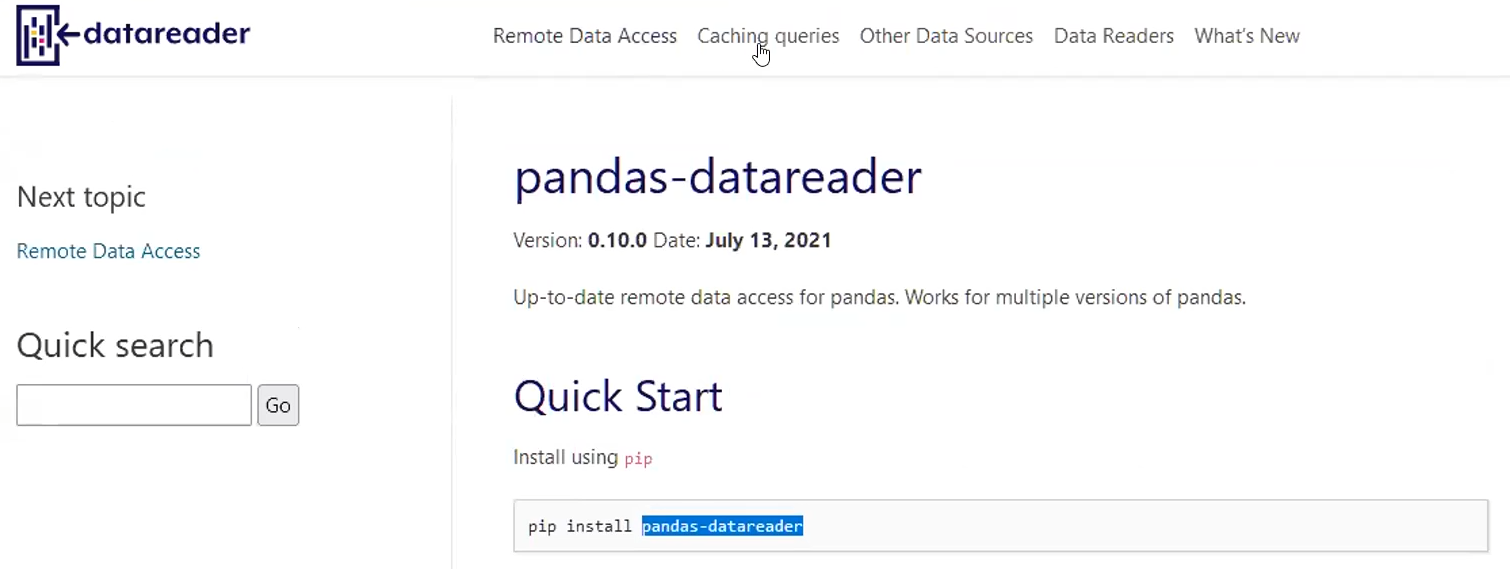 datareader
Remote Data Access Caching queries Other Data Sources Data Readers What's New
Next topic
Remote Data Access
Quick search
Go
pandas-datareader
Version: 0.10.0 Date: July 13, 2021
Up-to-date remote data access for pandas. Works for multiple versions of pandas.
Quick Start
Install using pip
pip install pandas-datareader